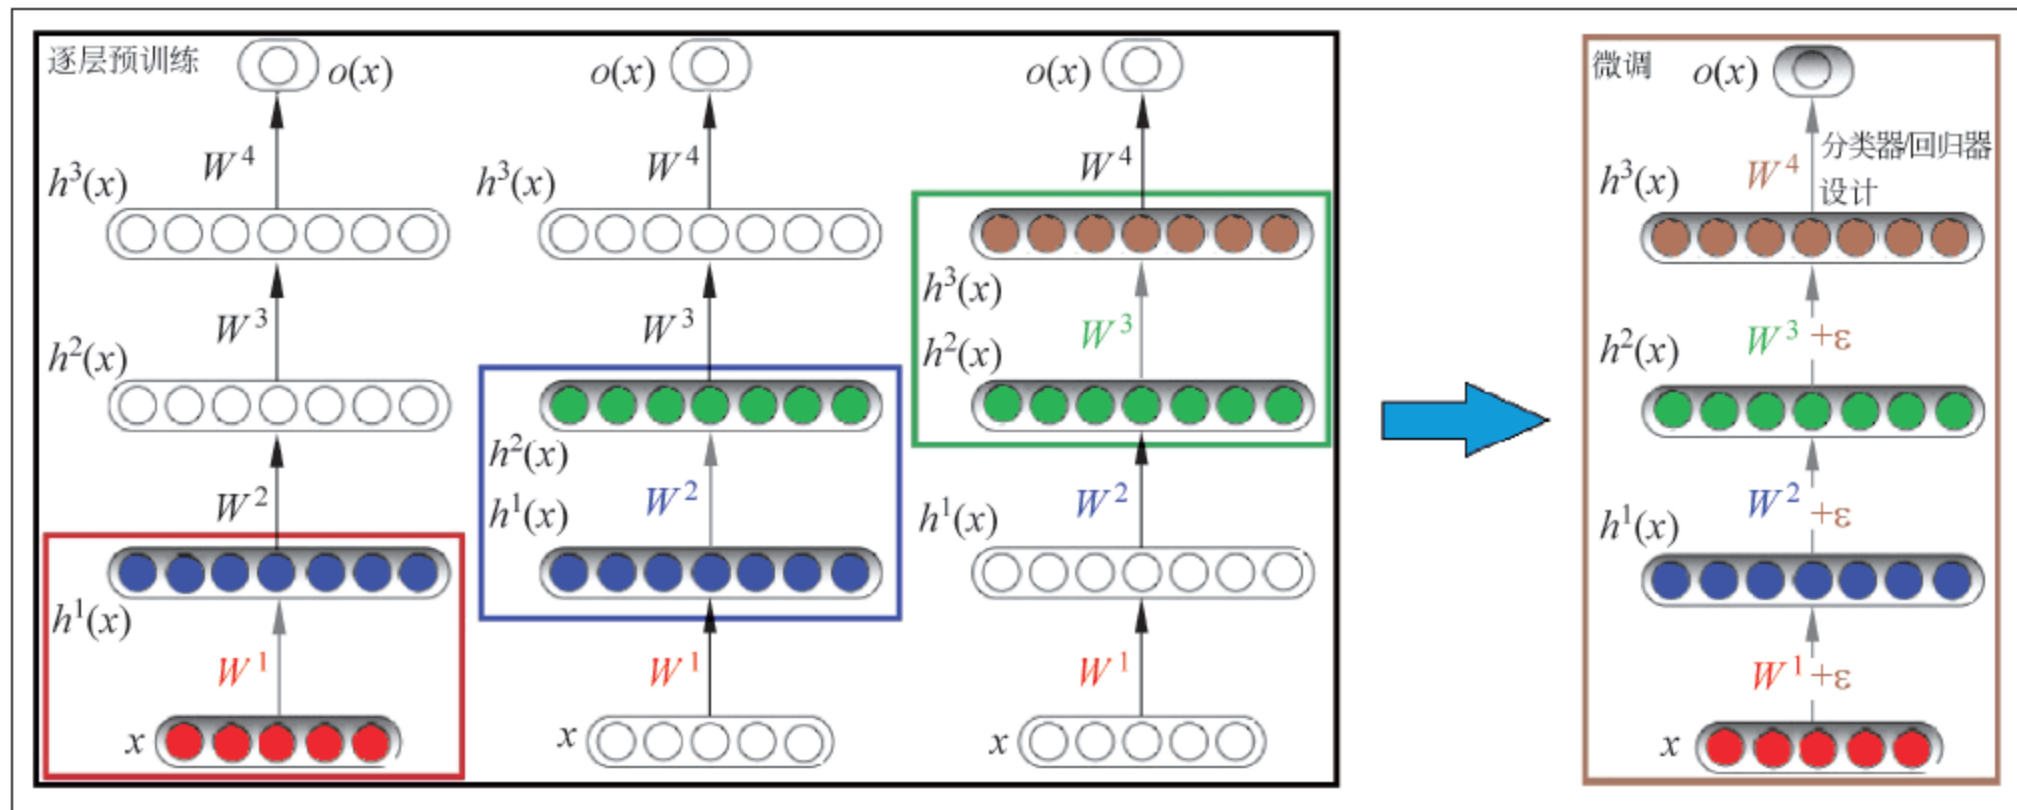 逐层预训练
o(x)
W⁴
h³(x)
W³
h²(x)
W²
h¹(x)
W¹
x
o(x)
W⁴
h³(x)
W³
h²(x)
h¹(x)
W²
W¹
x
o(x)
W⁴
h³(x)
W³
h²(x)
W²
h¹(x)
W¹
x
微调
o(x)
分类器/回归器
设计
W⁴
h³(x)
W³+ε
h²(x)
W²+ε
h¹(x)
W¹+ε
x